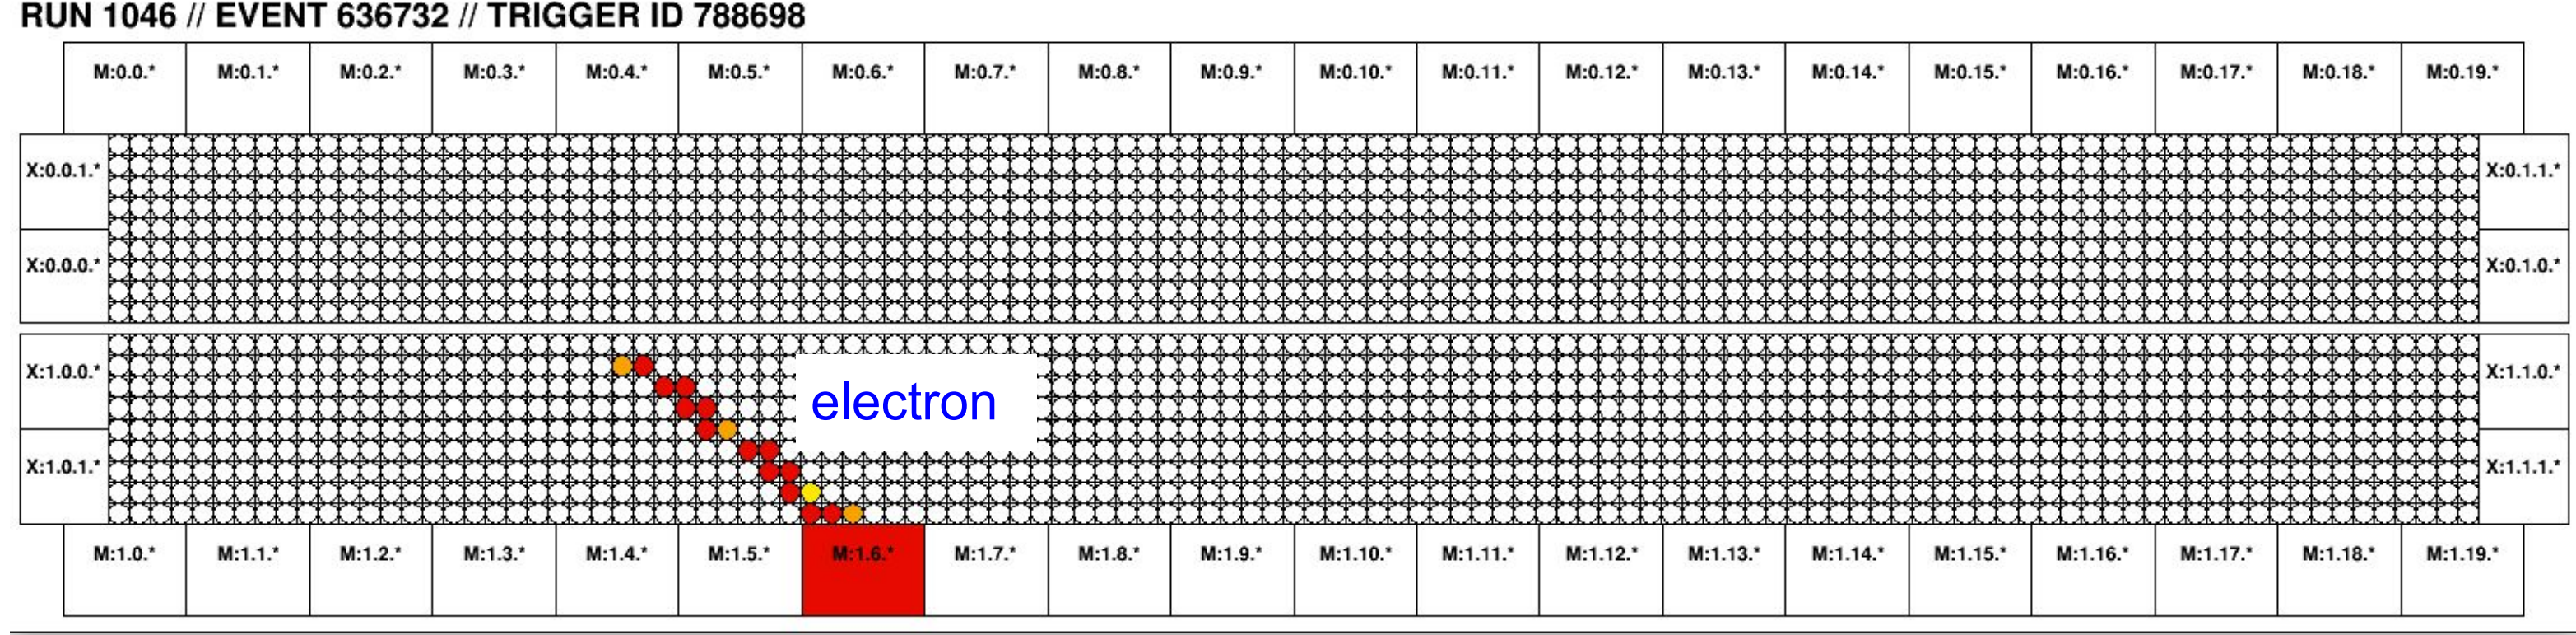 RUN 1046 // EVENT 636732 // TRIGGER ID 788698
M:0.0.* M:0.1.* M:0.2.* M:0.3.* M:0.4.* M:0.5.* M:0.6.* M:0.7.* M:0.8.* M:0.9.* M:0.10.* M:0.11.* M:0.12.* M:0.13.* M:0.14.* M:0.15.* M:0.16.* M:0.17.* M:0.18.* M:0.19.*
X:0.0.1.* X:0.1.1.*
X:0.0.0.* X:0.1.0.*
X:1.0.0.* X:1.1.0.*
electron
X:1.0.1.* X:1.1.1.*
M:1.0.* M:1.1.* M:1.2.* M:1.3.* M:1.4.* M:1.5.* M:1.6.* M:1.7.* M:1.8.* M:1.9.* M:1.10.* M:1.11.* M:1.12.* M:1.13.* M:1.14.* M:1.15.* M:1.16.* M:1.17.* M:1.18.* M:1.19.*